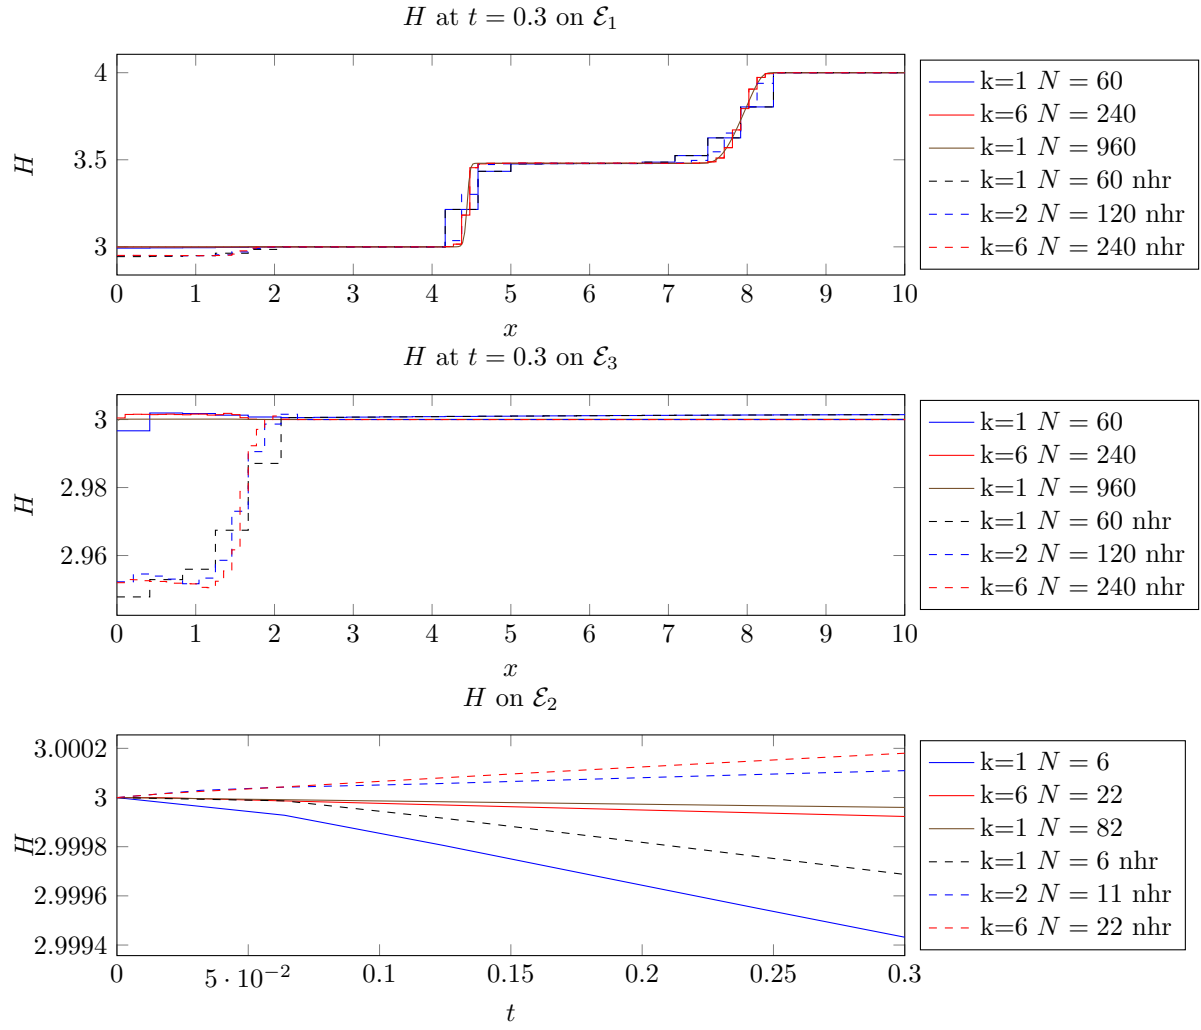 H at t = 0.3 on ℰ₁
4
3.5
3
H
0 1 2 3 4 5 6 7 8 9 10
x
k=1 N = 60
k=6 N = 240
k=1 N = 960
k=1 N = 60 nhr
k=2 N = 120 nhr
k=6 N = 240 nhr
H at t = 0.3 on ℰ₃
3
2.98
2.96
H
0 1 2 3 4 5 6 7 8 9 10
x
k=1 N = 60
k=6 N = 240
k=1 N = 960
k=1 N = 60 nhr
k=2 N = 120 nhr
k=6 N = 240 nhr
H on ℰ₂
3.0002
3
2.9998
2.9996
2.9994
H
0 5 · 10⁻² 0.1 0.15 0.2 0.25 0.3
t
k=1 N = 6
k=6 N = 22
k=1 N = 82
k=1 N = 6 nhr
k=2 N = 11 nhr
k=6 N = 22 nhr